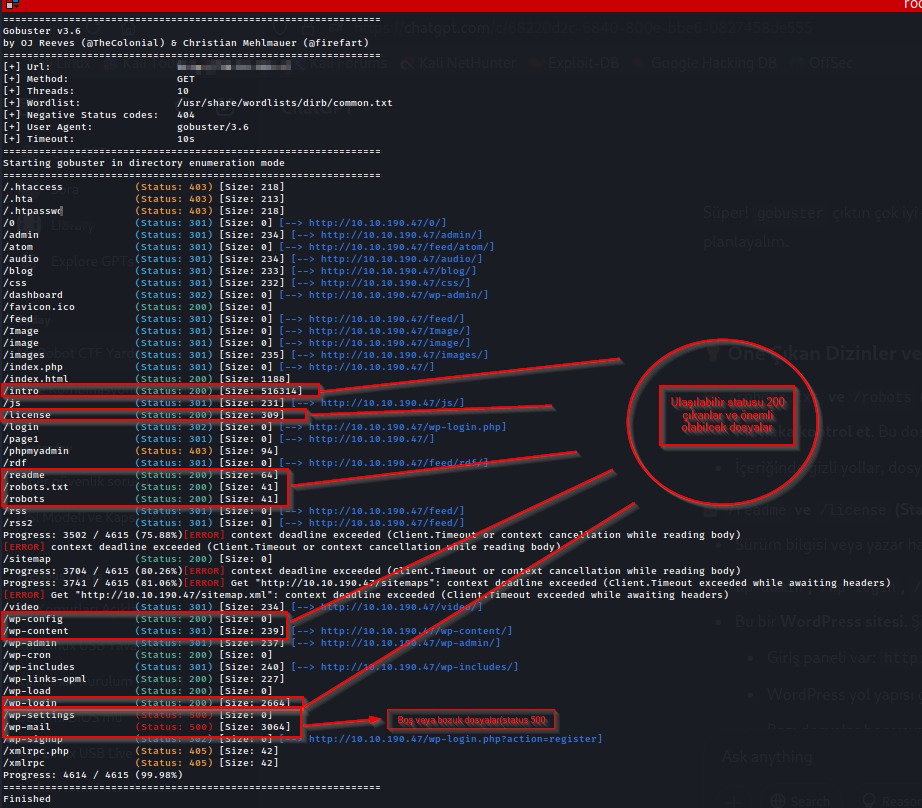 roo
===============================================================
Gobuster v3.6
by OJ Reeves (@TheColonial) & Christian Mehlmauer (@firefart)
===============================================================
[+] Url:
[+] Method: GET
[+] Threads: 10
[+] Wordlist: /usr/share/wordlists/dirb/common.txt
[+] Negative Status codes: 404
[+] User Agent: gobuster/3.6
[+] Timeout: 10s
===============================================================
Starting gobuster in directory enumeration mode
===============================================================
/.htaccess (Status: 403) [Size: 218]
/.hta (Status: 403) [Size: 213]
/.htpasswd (Status: 403) [Size: 218]
/0 (Status: 301) [Size: 0] [--> http://10.10.190.47/0/]
/admin (Status: 301) [Size: 234] [--> http://10.10.190.47/admin/]
/atom (Status: 301) [Size: 0] [--> http://10.10.190.47/feed/atom/]
/audio (Status: 301) [Size: 234] [--> http://10.10.190.47/audio/]
/blog (Status: 301) [Size: 233] [--> http://10.10.190.47/blog/]
/css (Status: 301) [Size: 232] [--> http://10.10.190.47/css/]
/dashboard (Status: 302) [Size: 0] [--> http://10.10.190.47/wp-admin/]
/favicon.ico (Status: 200) [Size: 0]
/feed (Status: 301) [Size: 0] [--> http://10.10.190.47/feed/]
/Image (Status: 301) [Size: 0] [--> http://10.10.190.47/Image/]
/image (Status: 301) [Size: 0] [--> http://10.10.190.47/image/]
/images (Status: 301) [Size: 235] [--> http://10.10.190.47/images/]
/index.php (Status: 301) [Size: 0] [--> http://10.10.190.47/]
/index.html (Status: 200) [Size: 1188]
/intro (Status: 200) [Size: 516314]
/js (Status: 301) [Size: 231] [--> http://10.10.190.47/js/]
/license (Status: 200) [Size: 309]
/login (Status: 302) [Size: 0] [--> http://10.10.190.47/wp-login.php]
/page1 (Status: 301) [Size: 0] [--> http://10.10.190.47/]
/phpmyadmin (Status: 403) [Size: 94]
/rdf (Status: 301) [Size: 0] [--> http://10.10.190.47/feed/rdf/]
/readme (Status: 200) [Size: 64]
/robots.txt (Status: 200) [Size: 41]
/robots (Status: 200) [Size: 41]
/rss (Status: 301) [Size: 0] [--> http://10.10.190.47/feed/]
/rss2 (Status: 301) [Size: 0] [--> http://10.10.190.47/feed/]
Progress: 3502 / 4615 (75.88%)[ERROR] context deadline exceeded (Client.Timeout or context cancellation while reading body)
[ERROR] context deadline exceeded (Client.Timeout or context cancellation while reading body)
/sitemap (Status: 200) [Size: 0]
Progress: 3704 / 4615 (80.26%)[ERROR] context deadline exceeded (Client.Timeout or context cancellation while reading body)
Progress: 3741 / 4615 (81.06%)[ERROR] Get "http://10.10.190.47/sitemaps": context deadline exceeded (Client.Timeout exceeded while awaiting headers)
[ERROR] Get "http://10.10.190.47/sitemap.xml": context deadline exceeded (Client.Timeout exceeded while awaiting headers)
/video (Status: 301) [Size: 234] [--> http://10.10.190.47/video/]
/wp-config (Status: 200) [Size: 0]
/wp-content (Status: 301) [Size: 239] [--> http://10.10.190.47/wp-content/]
/wp-admin (Status: 301) [Size: 237] [--> http://10.10.190.47/wp-admin/]
/wp-cron (Status: 200) [Size: 0]
/wp-includes (Status: 301) [Size: 240] [--> http://10.10.190.47/wp-includes/]
/wp-links-opml (Status: 200) [Size: 227]
/wp-load (Status: 200) [Size: 0]
/wp-login (Status: 200) [Size: 2664]
/wp-settings (Status: 500) [Size: 0]
/wp-mail (Status: 500) [Size: 3064]
/wp-signup (Status: 302) [Size: 0] [--> http://10.10.190.47/wp-login.php?action=register]
/xmlrpc.php (Status: 405) [Size: 42]
/xmlrpc (Status: 405) [Size: 42]
Progress: 4614 / 4615 (99.98%)
===============================================================
Finished
Ulaşılabilir statusu 200
çıkanlar ve önemli
olabilcek dosyalar
Boş veya bozuk dosyalar(status 500
Kali NetHunter
Exploit-DB
Google Hacking DB
OffSec
Explore GPTs
Öne Çıkan Dizinler ve
Bu bir WordPress sitesi.
Ask anything